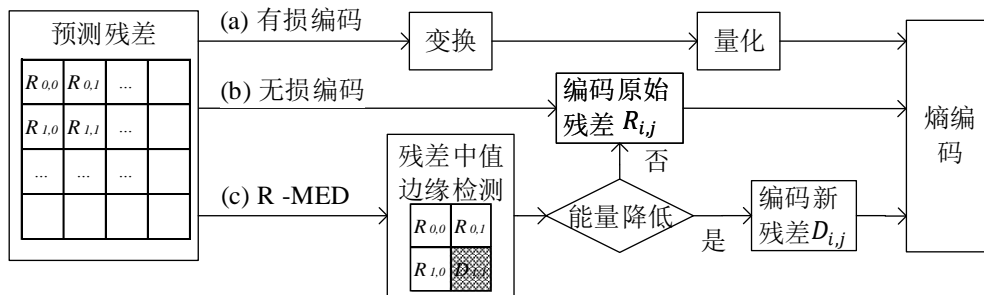 预测残差
R 0,0 R 0,1 ...
R 1,0 R 1,1 ...
... ...
(a) 有损编码
变换
量化
(b) 无损编码
编码原始
残差 R i,j
(c) R -MED
残差中值
边缘检测
R 0,0 R 0,1
R 1,0 D 1,1
能量降低
否
是
编码新
残差D i,j
熵编
码